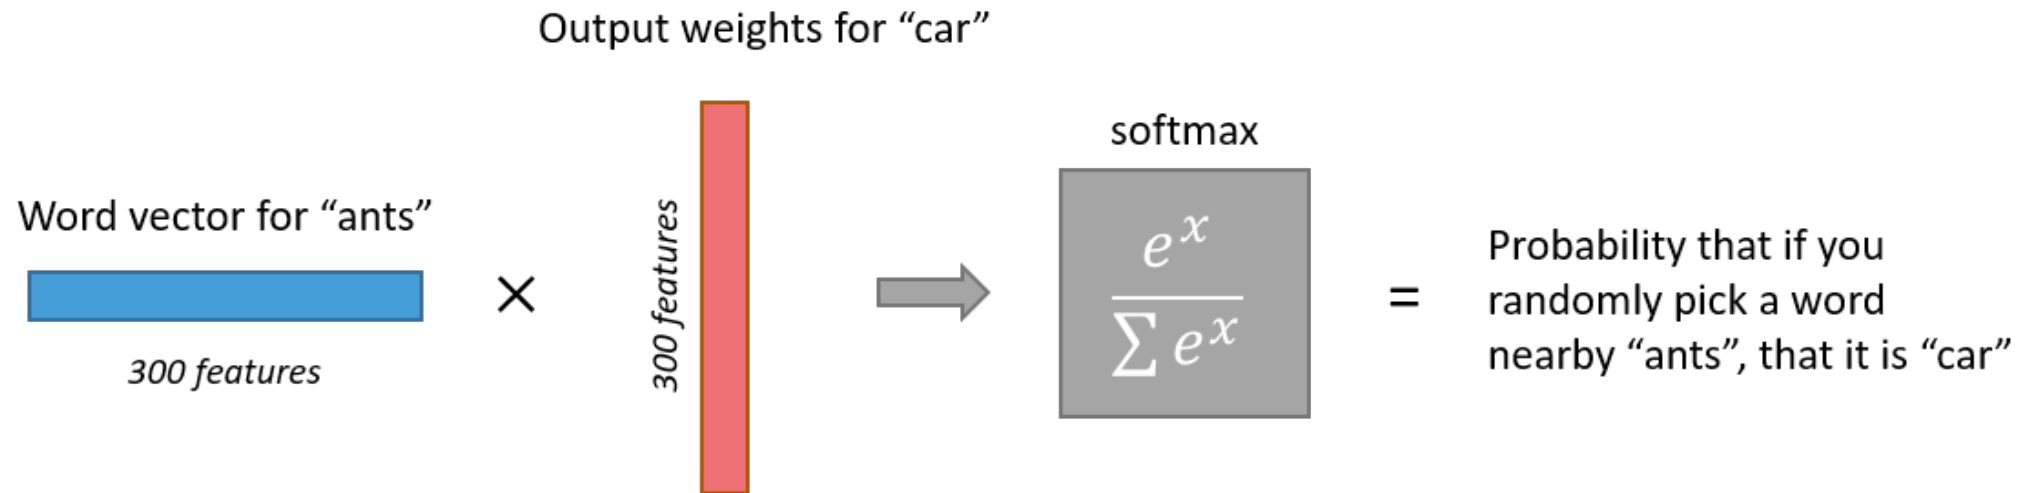 Output weights for “car”
softmax
Word vector for “ants”
300 features
×
300 features
e^x
∑ e^x
=
Probability that if you
randomly pick a word
nearby “ants”, that it is “car”